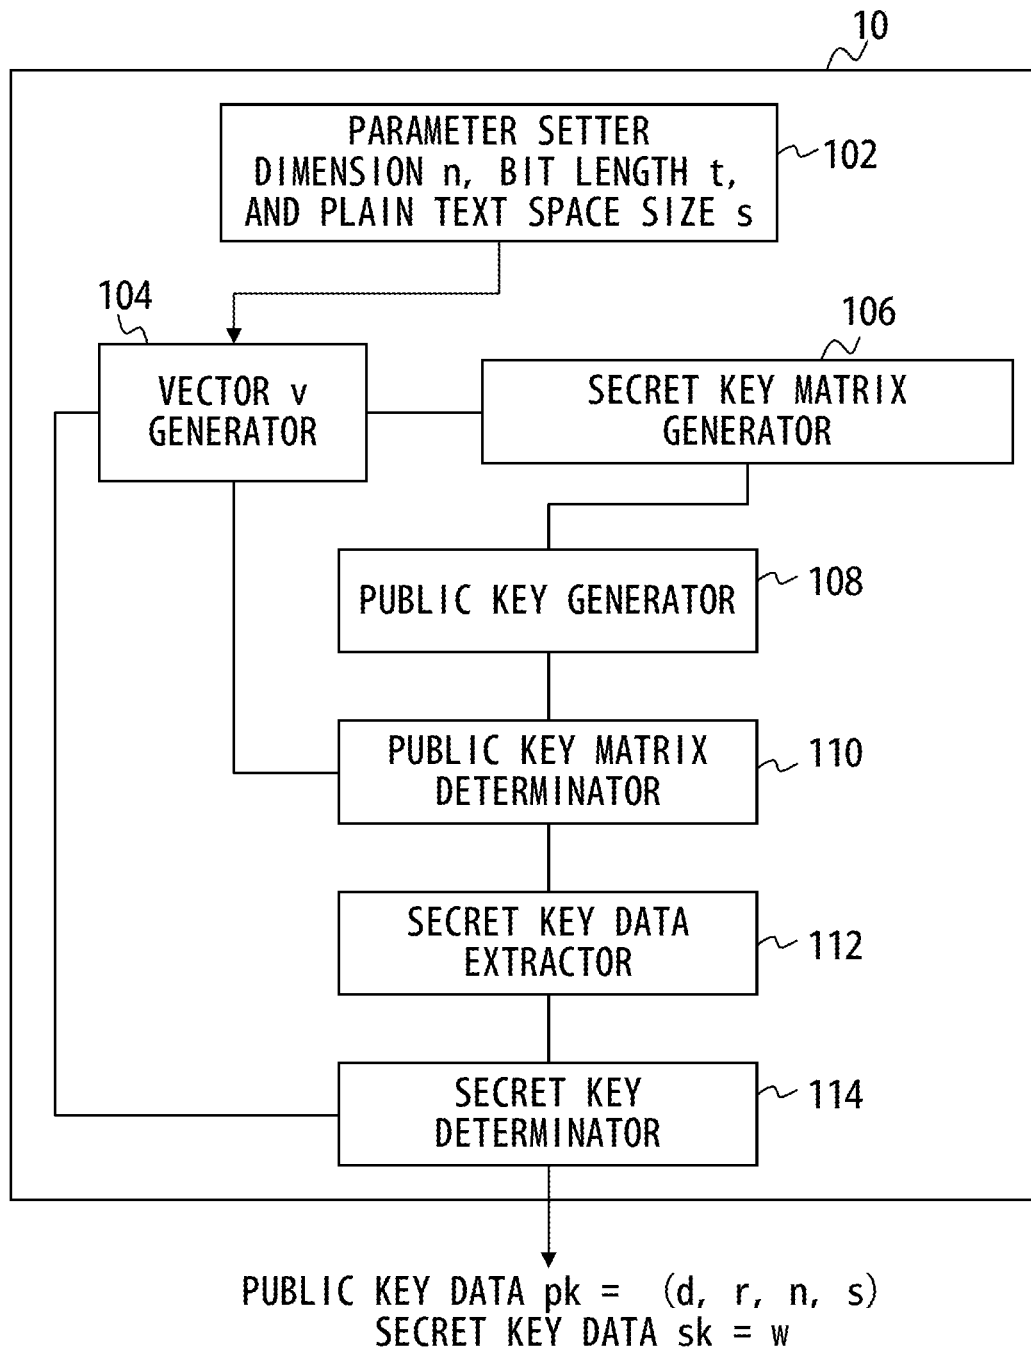 10
PARAMETER SETTER
DIMENSION n, BIT LENGTH t,
AND PLAIN TEXT SPACE SIZE s
102
104
106
VECTOR v
GENERATOR
SECRET KEY MATRIX
GENERATOR
PUBLIC KEY GENERATOR
108
PUBLIC KEY MATRIX
DETERMINATOR
110
SECRET KEY DATA
EXTRACTOR
112
SECRET KEY
DETERMINATOR
114
PUBLIC KEY DATA pk = (d, r, n, s)
SECRET KEY DATA sk = w